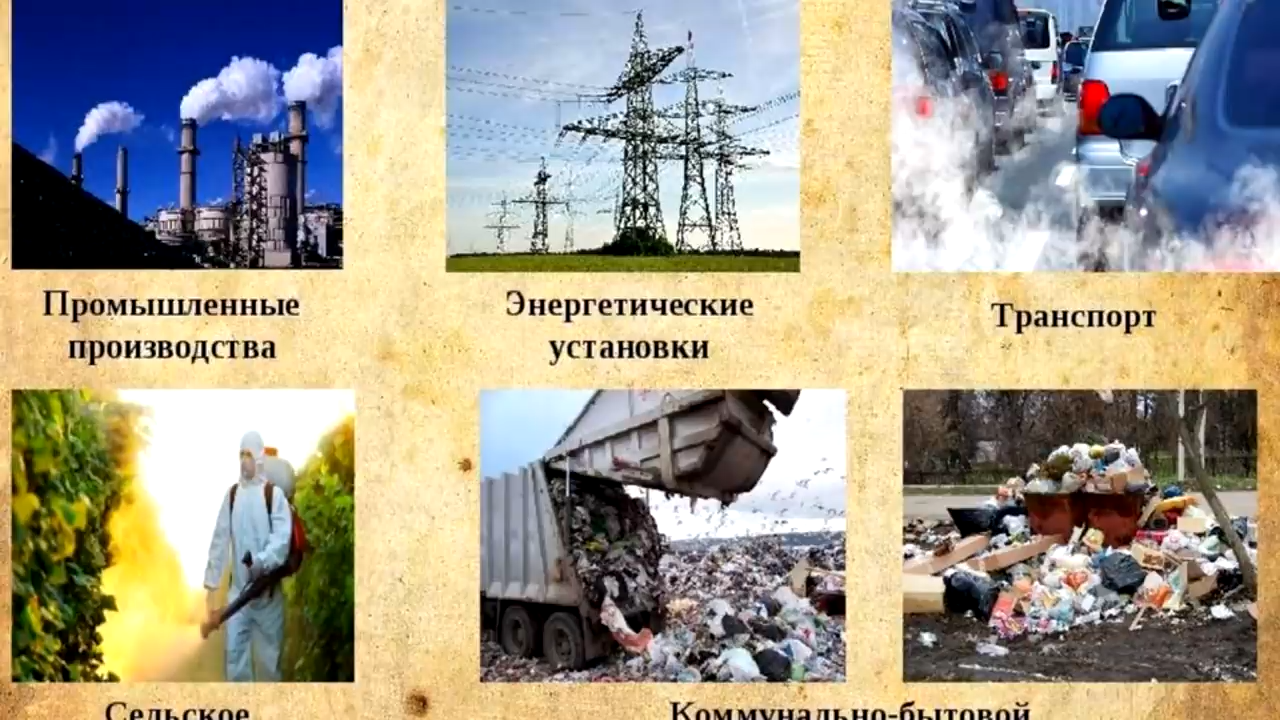 Промышленные
производства
Энергетические
установки
Транспорт
Сельское
Коммунально-бытовой